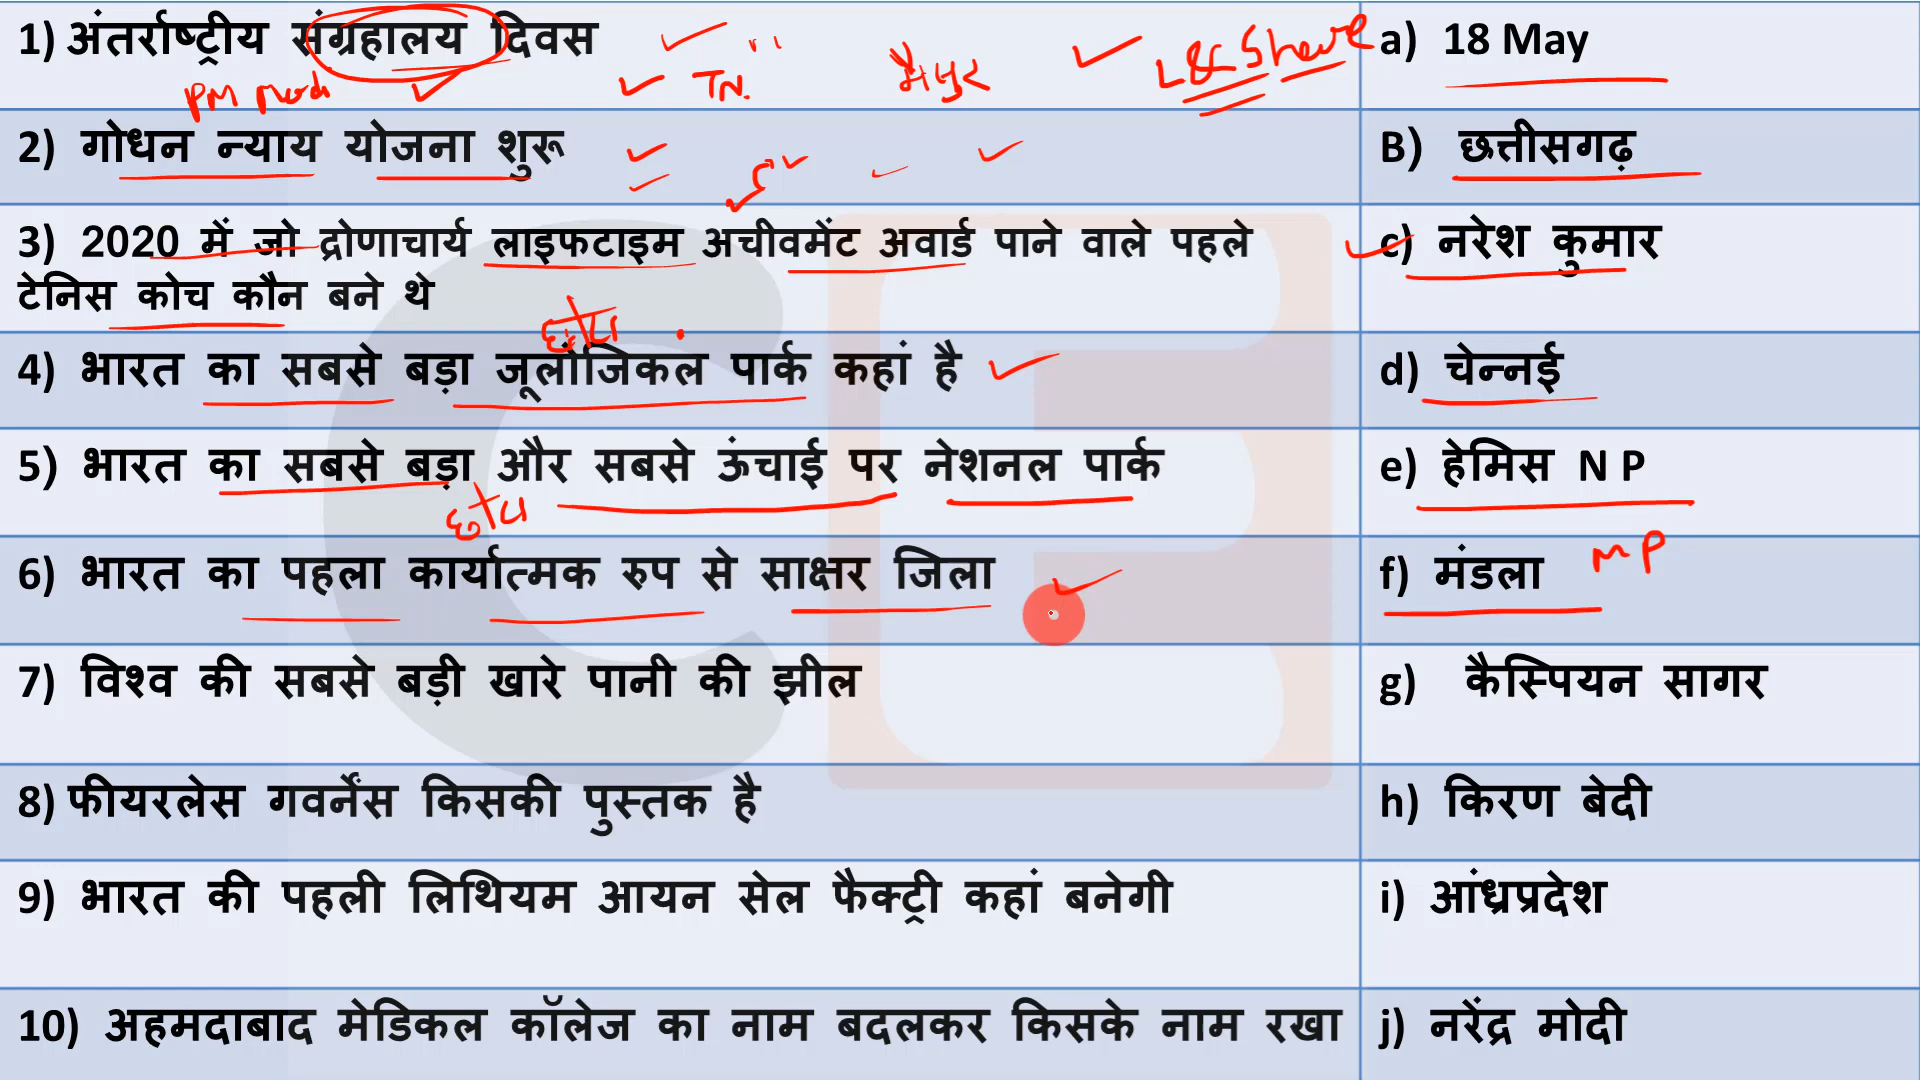 1) अंतर्राष्ट्रीय संग्रहालय दिवस
a) 18 May
PM modi
TN.
मैसूर
L & Share
2) गोधन न्याय योजना शुरू
B) छत्तीसगढ़
3) 2020 में जो द्रोणाचार्य लाइफटाइम अचीवमेंट अवार्ड पाने वाले पहले
टेनिस कोच कौन बने थे
c) नरेश कुमार
4) भारत का सबसे बड़ा जूलॉजिकल पार्क कहां है
d) चेन्नई
5) भारत का सबसे बड़ा और सबसे ऊंचाई पर नेशनल पार्क
e) हेमिस N P
6) भारत का पहला कार्यात्मक रुप से साक्षर जिला
f) मंडला
MP
7) विश्व की सबसे बड़ी खारे पानी की झील
g) कैस्पियन सागर
8) फीयरलेस गवर्नेंस किसकी पुस्तक है
h) किरण बेदी
9) भारत की पहली लिथियम आयन सेल फैक्ट्री कहां बनेगी
i) आंध्रप्रदेश
10) अहमदाबाद मेडिकल कॉलेज का नाम बदलकर किसके नाम रखा
j) नरेंद्र मोदी